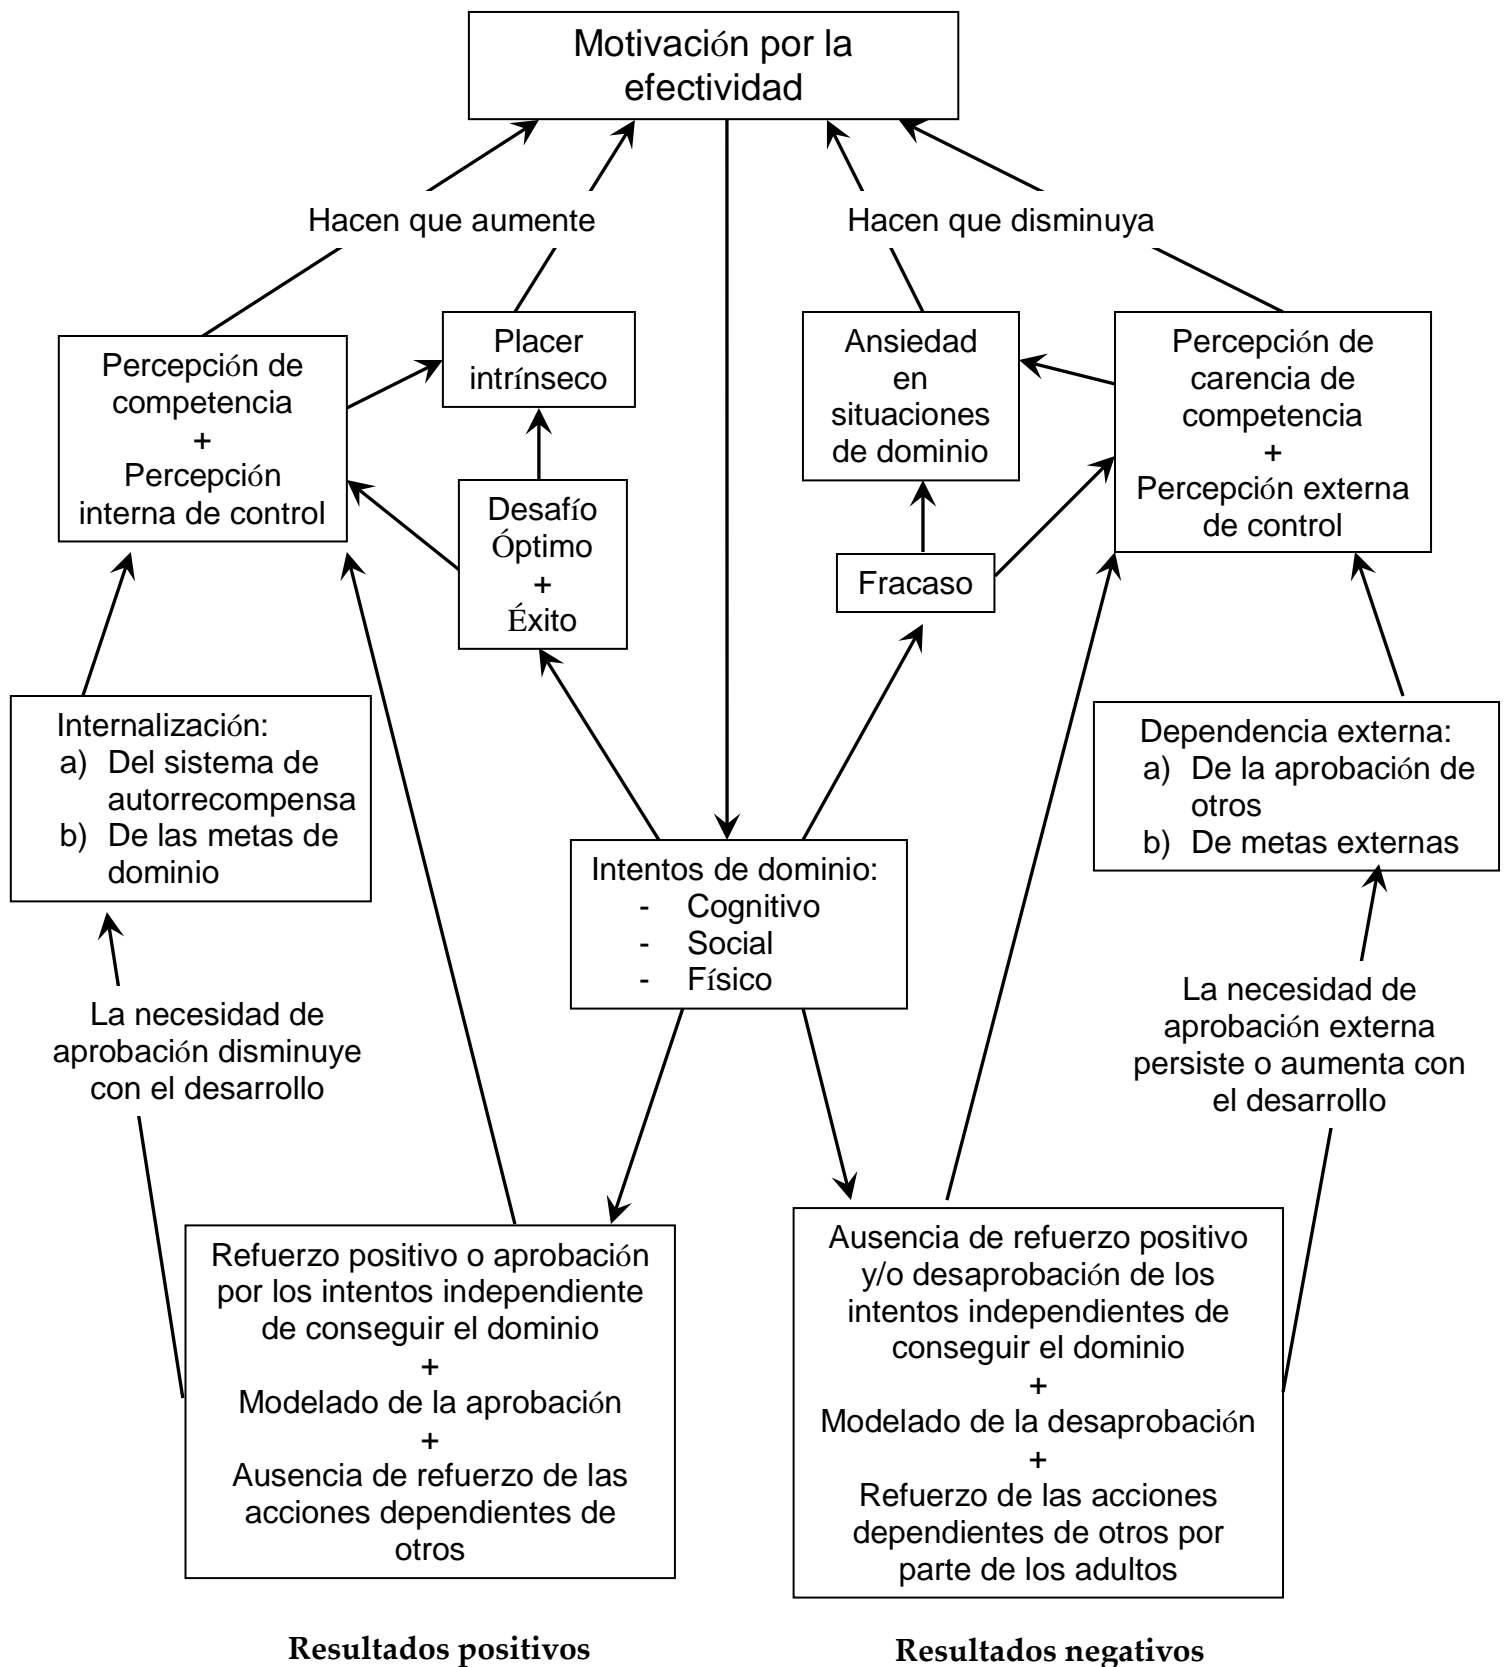 Motivación por la
efectividad
Hacen que aumente
Hacen que disminuya
Percepción de
competencia
+
Percepción
interna de control
Placer
intrínseco
Ansiedad
en
situaciones
de dominio
Percepción de
carencia de
competencia
+
Percepción externa
de control
Desafío
Óptimo
+
Éxito
Fracaso
Internalización:
a) Del sistema de
autorrecompensa
b) De las metas de
dominio
Dependencia externa:
a) De la aprobación de
otros
b) De metas externas
Intentos de dominio:
- Cognitivo
- Social
- Físico
La necesidad de
aprobación disminuye
con el desarrollo
La necesidad de
aprobación externa
persiste o aumenta con
el desarrollo
Refuerzo positivo o aprobación
por los intentos independiente
de conseguir el dominio
+
Modelado de la aprobación
+
Ausencia de refuerzo de las
acciones dependientes de
otros
Ausencia de refuerzo positivo
y/o desaprobación de los
intentos independientes de
conseguir el dominio
+
Modelado de la desaprobación
+
Refuerzo de las acciones
dependientes de otros por
parte de los adultos
Resultados positivos
Resultados negativos